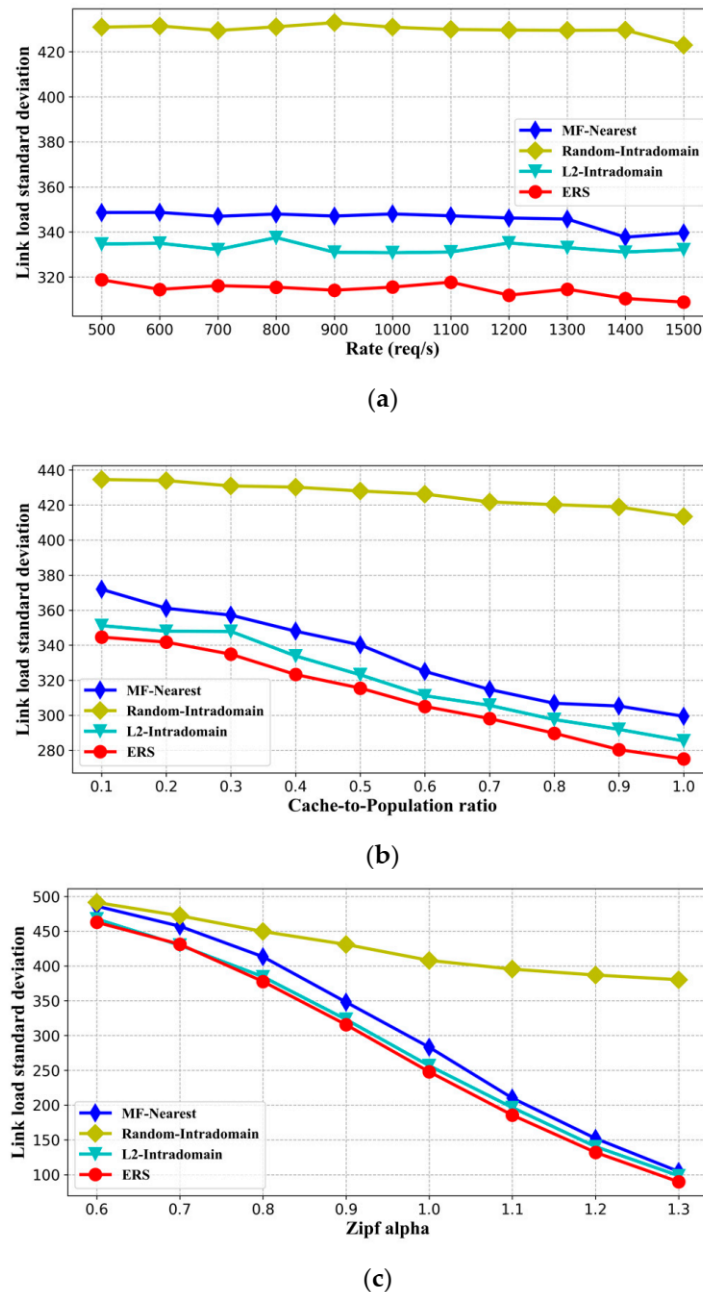 420
400
380
360
340
320
Link load standard deviation
MF-Nearest
Random-Intradomain
L2-Intradomain
ERS
500 600 700 800 900 1000 1100 1200 1300 1400 1500
Rate (req/s)
(a)
440
420
400
380
360
340
320
300
280
Link load standard deviation
MF-Nearest
Random-Intradomain
L2-Intradomain
ERS
0.1 0.2 0.3 0.4 0.5 0.6 0.7 0.8 0.9 1.0
Cache-to-Population ratio
(b)
500
450
400
350
300
250
200
150
100
Link load standard deviation
MF-Nearest
Random-Intradomain
L2-Intradomain
ERS
0.6 0.7 0.8 0.9 1.0 1.1 1.2 1.3
Zipf alpha
(c)